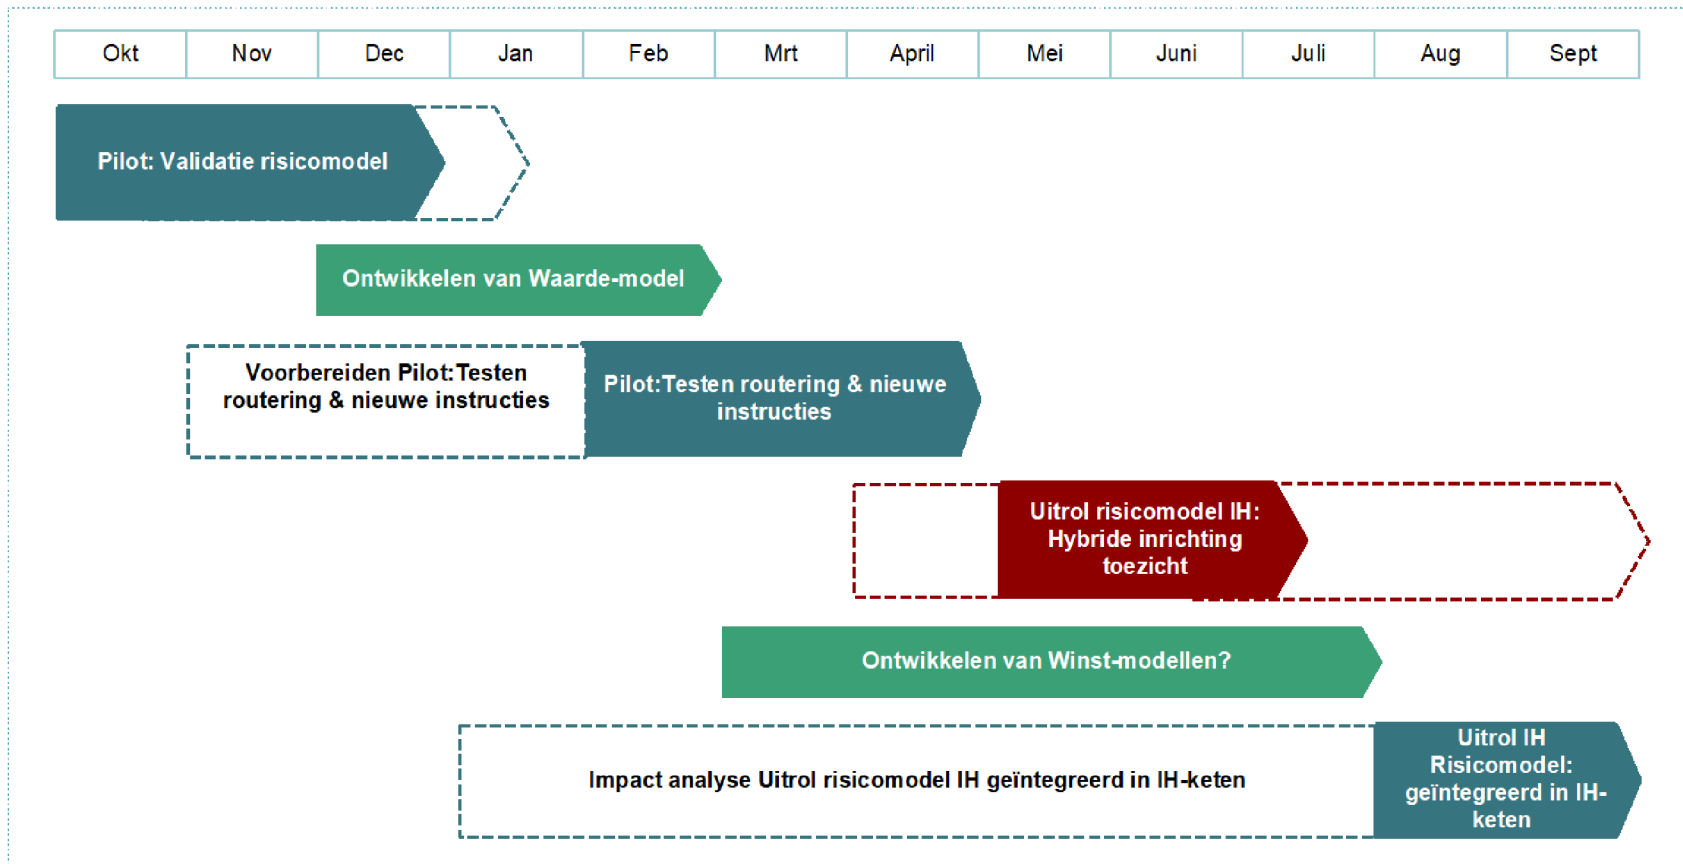 Okt Nov Dec Jan Feb Mrt April Mei Juni Juli Aug Sept
Pilot: Validatie risicomodel
Ontwikkelen van Waarde-model
Voorbereiden Pilot:Testen
routering & nieuwe instructies
Pilot:Testen routering & nieuwe
instructies
Uitrol risicomodel IH:
Hybride inrichting
toezicht
Ontwikkelen van Winst-modellen?
Impact analyse Uitrol risicomodel IH geïntegreerd in IH-keten
Uitrol IH
Risicomodel:
geïntegreerd in IH-
keten